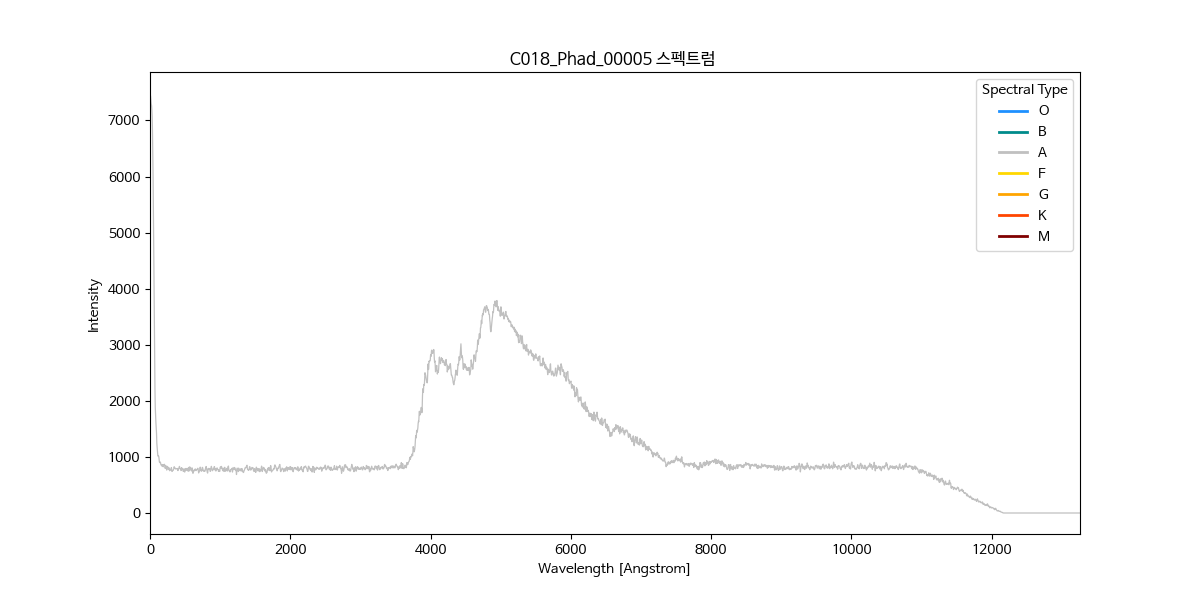 C018_Phad_00005 스펙트럼
Spectral Type
O
B
A
F
G
K
M
Intensity
7000
6000
5000
4000
3000
2000
1000
0
0 2000 4000 6000 8000 10000 12000
Wavelength [Angstrom]